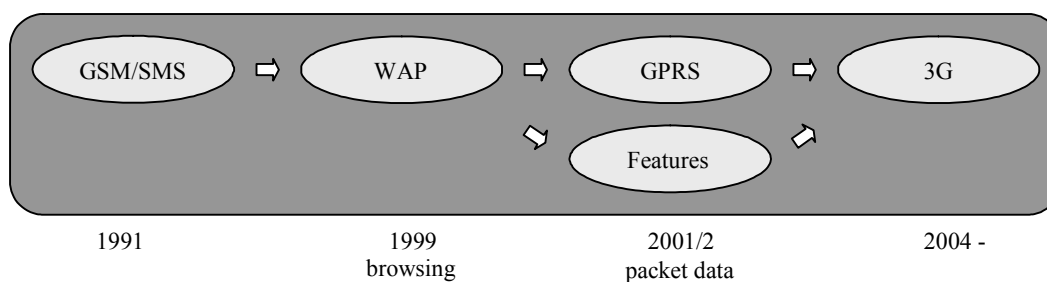 GSM/SMS WAP GPRS 3G
Features
1991 1999 2001/2 2004 -
browsing packet data